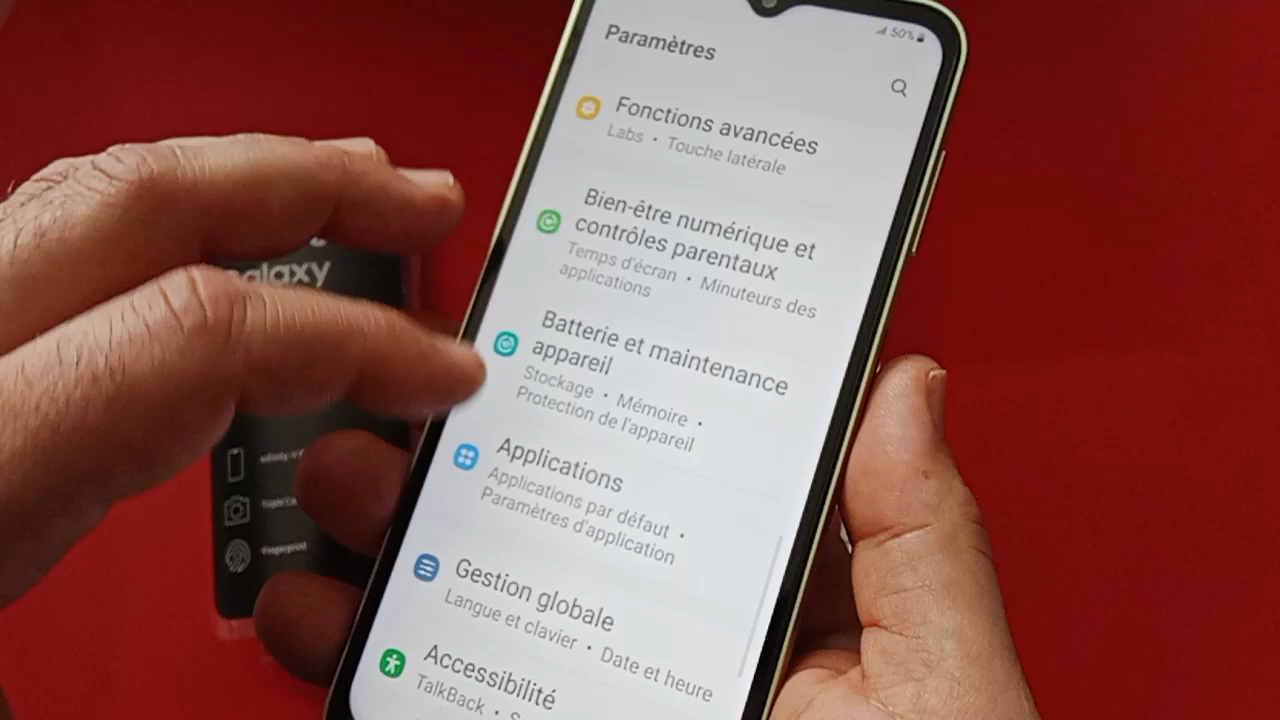 Paramètres
50%
Fonctions avancées
Labs • Touche latérale
Bien-être numérique et
contrôles parentaux
Temps d'écran • Minuteurs des
applications
Batterie et maintenance
appareil
Stockage • Mémoire •
Protection de l'appareil
Applications
Applications par défaut •
Paramètres d'application
Gestion globale
Langue et clavier • Date et heure
Accessibilité
TalkBack •
alaxy
Fingerprint